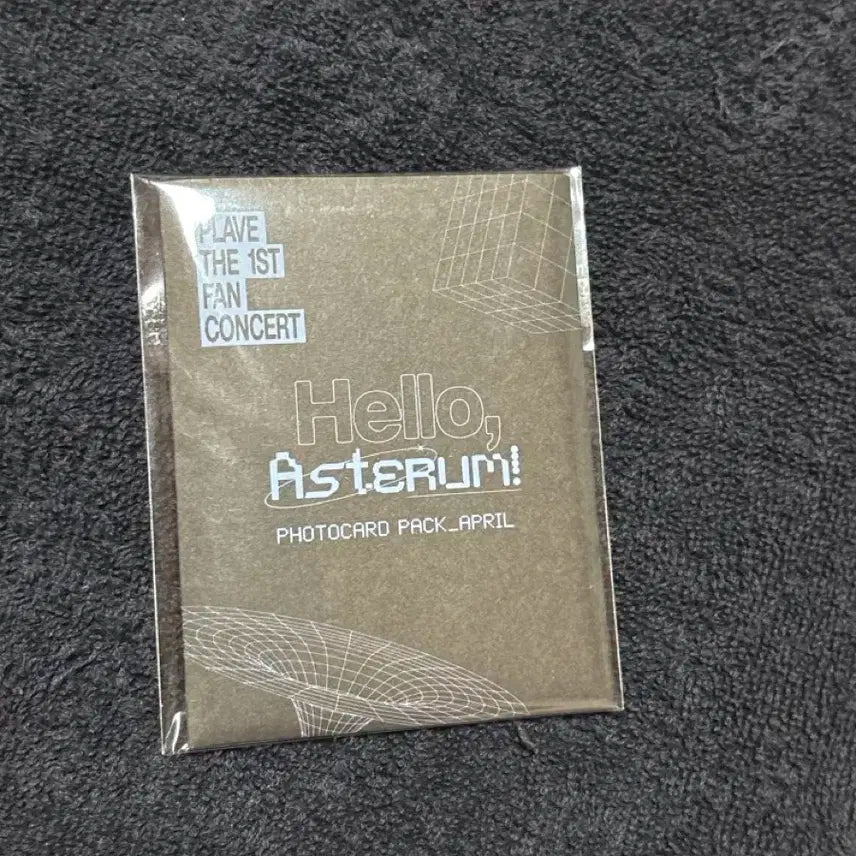 PLAVE
THE 1ST
FAN
CONCERT
Hello,
Asterum!
PHOTOCARD PACK_APRIL